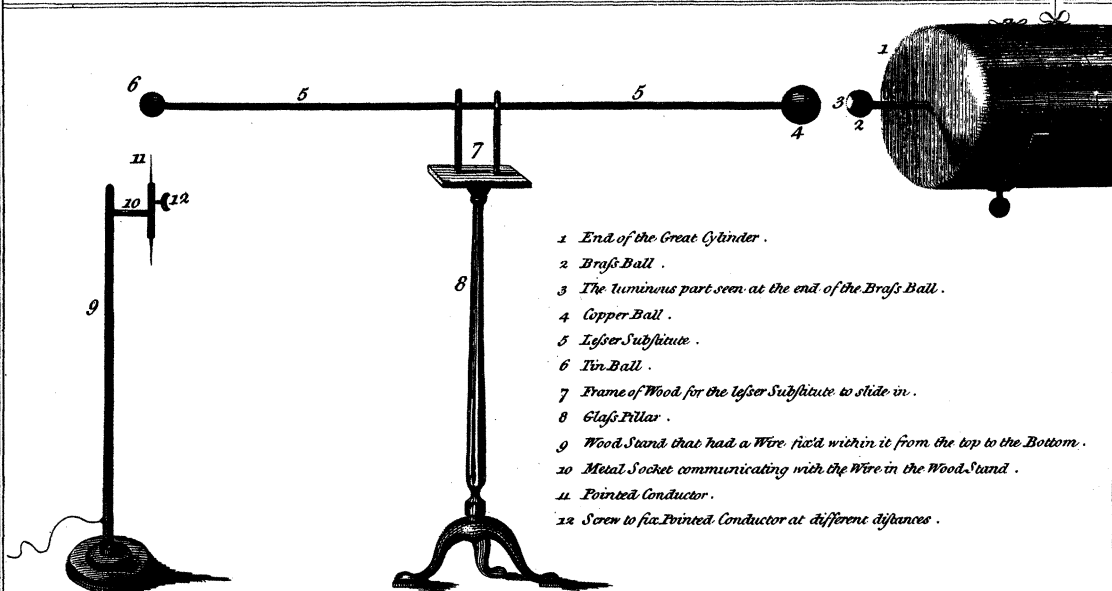 1
6
5
5
3
2
4
7
11
10
12
8
9
1 End of the Great Cylinder .
2 Braſs Ball .
3 The luminous part seen at the end of the Braſs Ball .
4 Copper Ball .
5 Leſser Subſtitute .
6 Tin Ball .
7 Frame of Wood for the leſser Subſtitute to slide in .
8 Glaſs Pillar .
9 Wood Stand that had a Wire fix'd within it from the top to the Bottom .
10 Metal Socket communicating with the Wire in the Wood Stand .
11 Pointed Conductor .
12 Screw to fix Pointed Conductor at different diſtances .